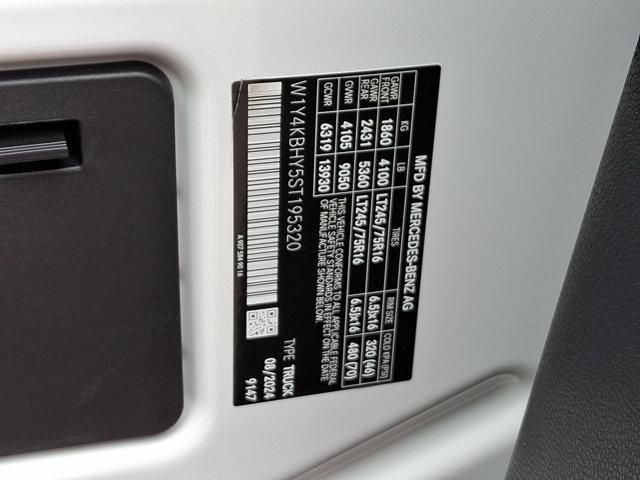 MFD BY MERCEDES-BENZ AG
KG LB TIRES RIM SIZE COLD KPA (PSI)
GAWR FRONT 1860 4100 LT245/75R16 6.5Jx16 320 (46)
GAWR REAR 2431 5360 LT245/75R16 6.5Jx16 480 (70)
GVWR 4105 9050
GCWR 6319 13930
THIS VEHICLE CONFORMS TO ALL APPLICABLE FEDERAL
VEHICLE SAFETY STANDARDS IN EFFECT ON THE DATE OF
MANUFACTURE SHOWN BELOW.
W1Y4KBHY5ST195320
TYPE TRUCK
08/2024
9147